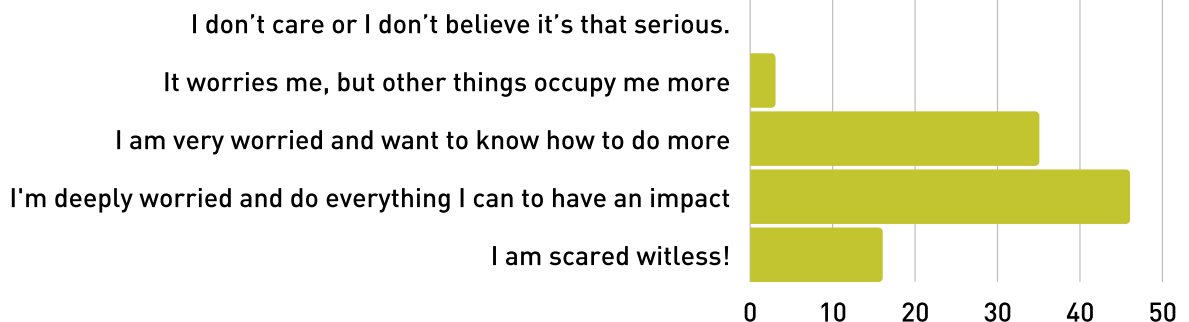 I don’t care or I don’t believe it’s that serious.
It worries me, but other things occupy me more
I am very worried and want to know how to do more
I'm deeply worried and do everything I can to have an impact
I am scared witless!
0 10 20 30 40 50